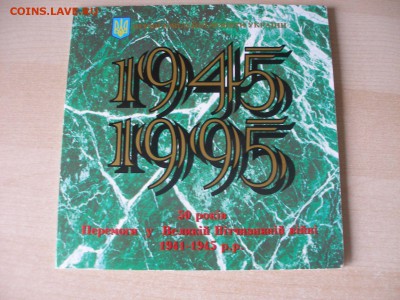 COINS.LAVE.RU
1945
1995
50 років
Перемоги у Великій Вітчизняній війні
1941-1945 р.р.